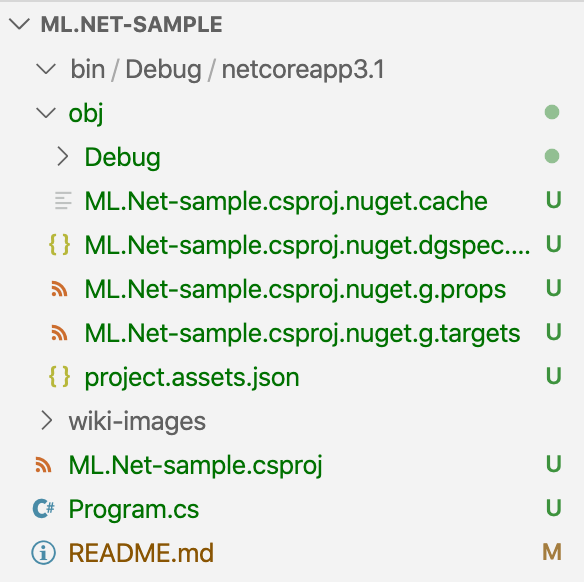 ML.NET-SAMPLE
bin / Debug / netcoreapp3.1
obj
Debug
ML.Net-sample.csproj.nuget.cache U
ML.Net-sample.csproj.nuget.dgspec.... U
ML.Net-sample.csproj.nuget.g.props U
ML.Net-sample.csproj.nuget.g.targets U
project.assets.json U
wiki-images
ML.Net-sample.csproj U
C# Program.cs U
README.md M